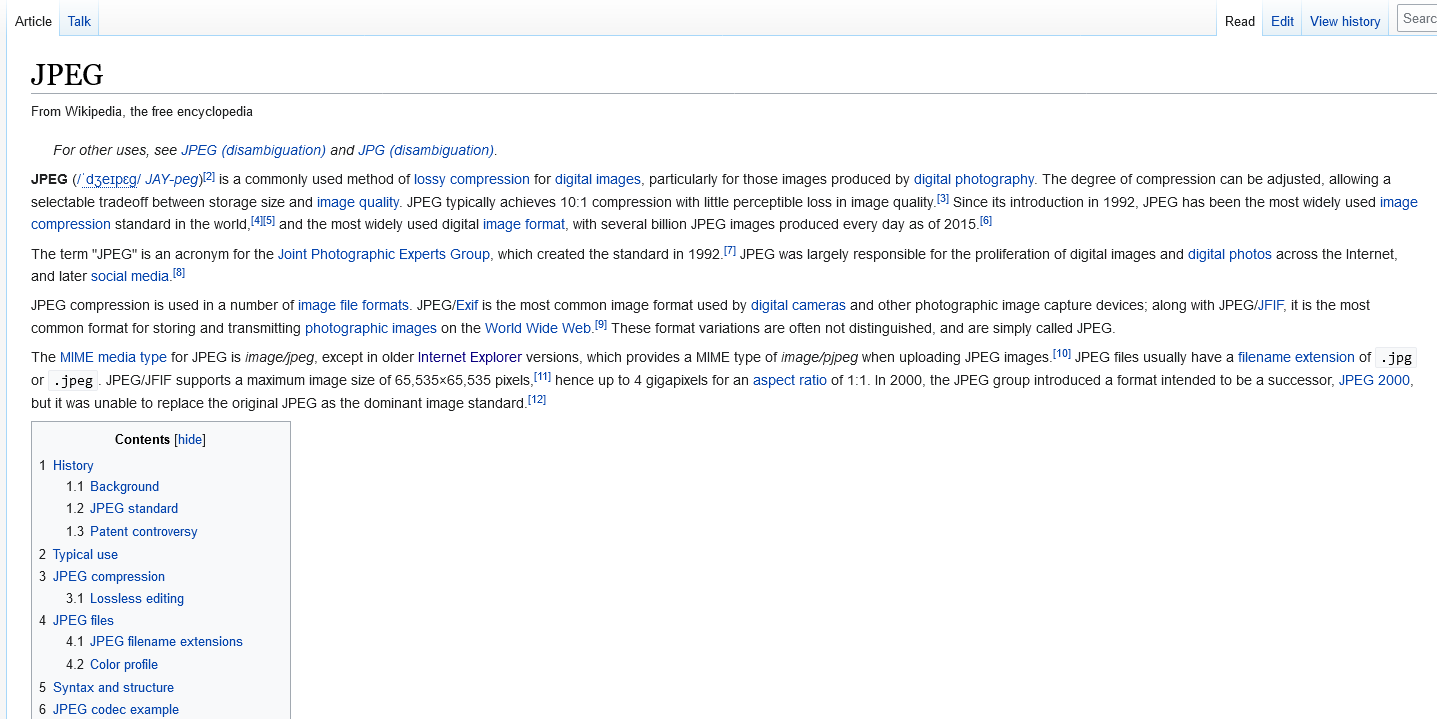 Article Talk Read Edit View history Searc
JPEG
From Wikipedia, the free encyclopedia
For other uses, see JPEG (disambiguation) and JPG (disambiguation).
JPEG (/ˈdʒeɪpɛɡ/ JAY-peg)[2] is a commonly used method of lossy compression for digital images, particularly for those images produced by digital photography. The degree of compression can be adjusted, allowing a
selectable tradeoff between storage size and image quality. JPEG typically achieves 10:1 compression with little perceptible loss in image quality.[3] Since its introduction in 1992, JPEG has been the most widely used image
compression standard in the world,[4][5] and the most widely used digital image format, with several billion JPEG images produced every day as of 2015.[6]
The term "JPEG" is an acronym for the Joint Photographic Experts Group, which created the standard in 1992.[7] JPEG was largely responsible for the proliferation of digital images and digital photos across the Internet,
and later social media.[8]
JPEG compression is used in a number of image file formats. JPEG/Exif is the most common image format used by digital cameras and other photographic image capture devices; along with JPEG/JFIF, it is the most
common format for storing and transmitting photographic images on the World Wide Web.[9] These format variations are often not distinguished, and are simply called JPEG.
The MIME media type for JPEG is image/jpeg, except in older Internet Explorer versions, which provides a MIME type of image/pjpeg when uploading JPEG images.[10] JPEG files usually have a filename extension of .jpg
or .jpeg. JPEG/JFIF supports a maximum image size of 65,535×65,535 pixels,[11] hence up to 4 gigapixels for an aspect ratio of 1:1. In 2000, the JPEG group introduced a format intended to be a successor, JPEG 2000,
but it was unable to replace the original JPEG as the dominant image standard.[12]
Contents [hide]
1 History
1.1 Background
1.2 JPEG standard
1.3 Patent controversy
2 Typical use
3 JPEG compression
3.1 Lossless editing
4 JPEG files
4.1 JPEG filename extensions
4.2 Color profile
5 Syntax and structure
6 JPEG codec example